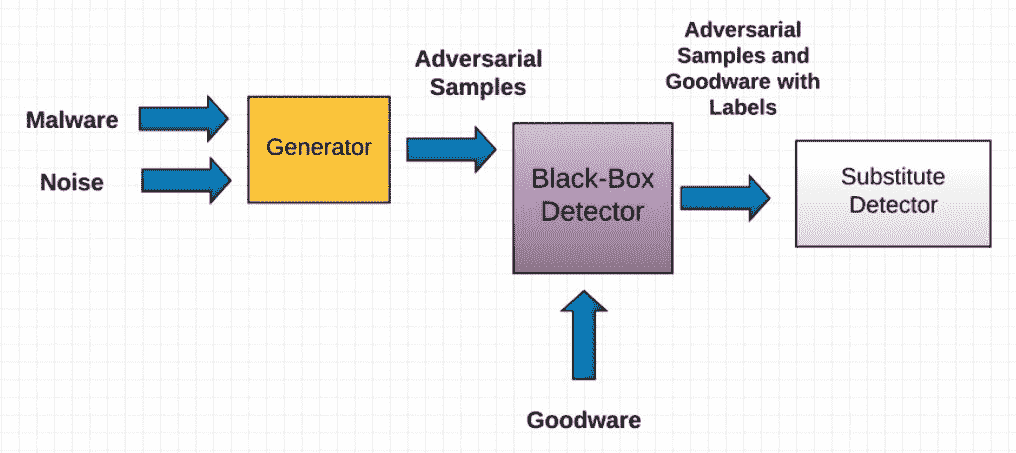 Malware
Noise
Generator
Adversarial
Samples
Black-Box
Detector
Goodware
Adversarial
Samples and
Goodware with
Labels
Substitute
Detector